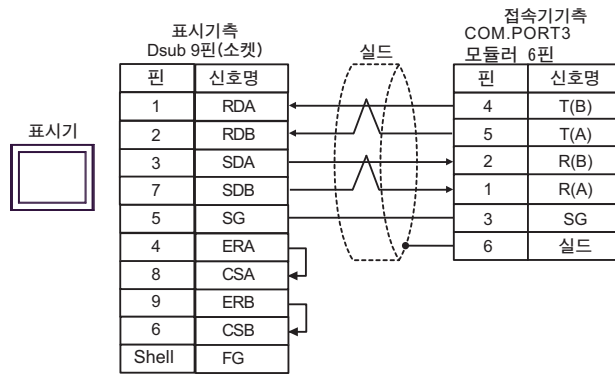 표시기측
Dsub 9핀(소켓)
실드
접속기기측
COM.PORT3
모듈러 6핀
표시기
핀 신호명
1 RDA
2 RDB
3 SDA
7 SDB
5 SG
4 ERA
8 CSA
9 ERB
6 CSB
Shell FG
핀 신호명
4 T(B)
5 T(A)
2 R(B)
1 R(A)
3 SG
6 실드